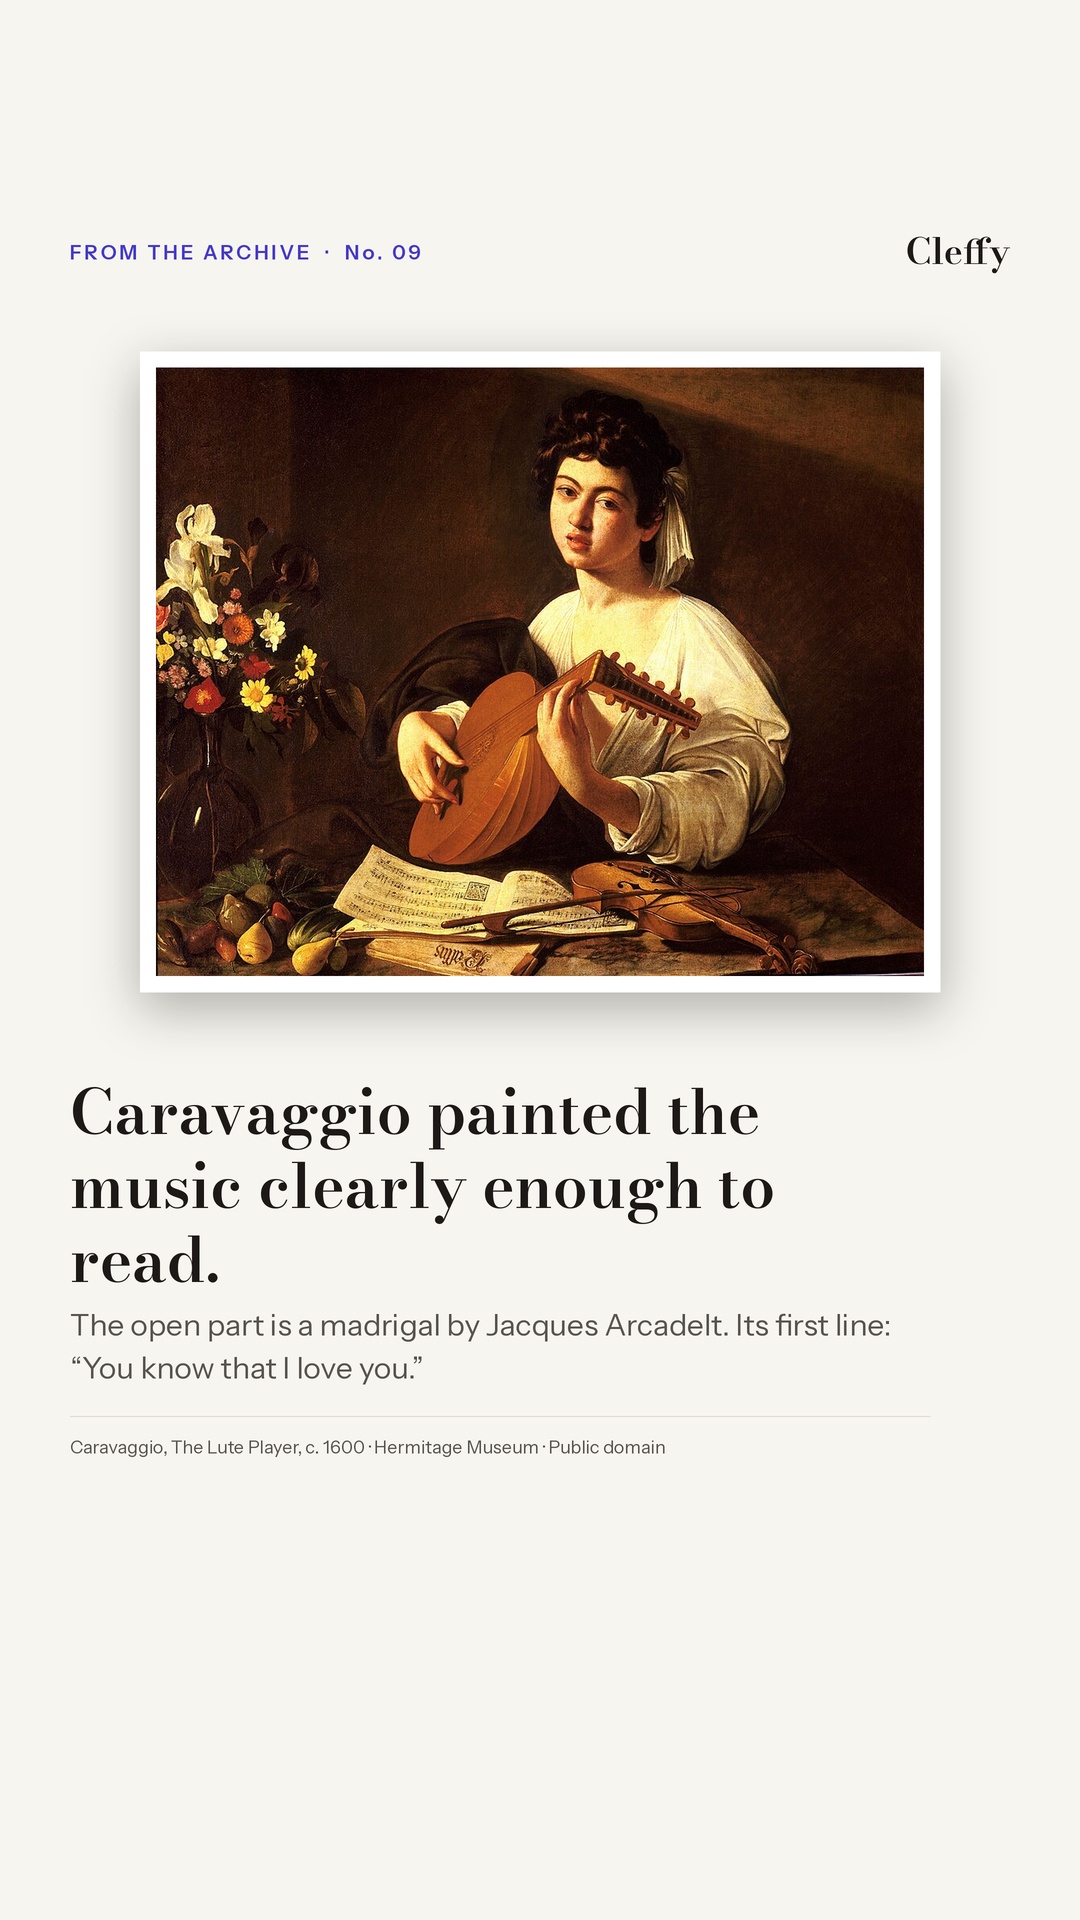 FROM THE ARCHIVE · No. 09
Cleffy
Caravaggio painted the
music clearly enough to
read.
The open part is a madrigal by Jacques Arcadelt. Its first line:
“You know that I love you.”
Caravaggio, The Lute Player, c. 1600 · Hermitage Museum · Public domain